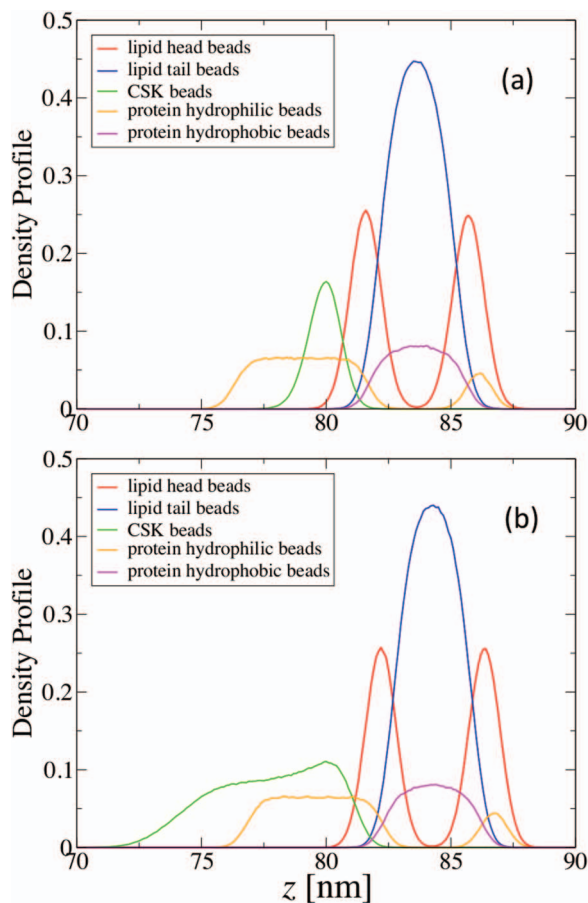 0.5
lipid head beads
lipid tail beads
CSK beads
protein hydrophilic beads
protein hydrophobic beads
(a)
0.4
0.3
0.2
0.1
0
Density Profile
70 75 80 85 90
0.5
lipid head beads
lipid tail beads
CSK beads
protein hydrophilic beads
protein hydrophobic beads
(b)
0.4
0.3
0.2
0.1
0
Density Profile
70 75 80 85 90
z [nm]